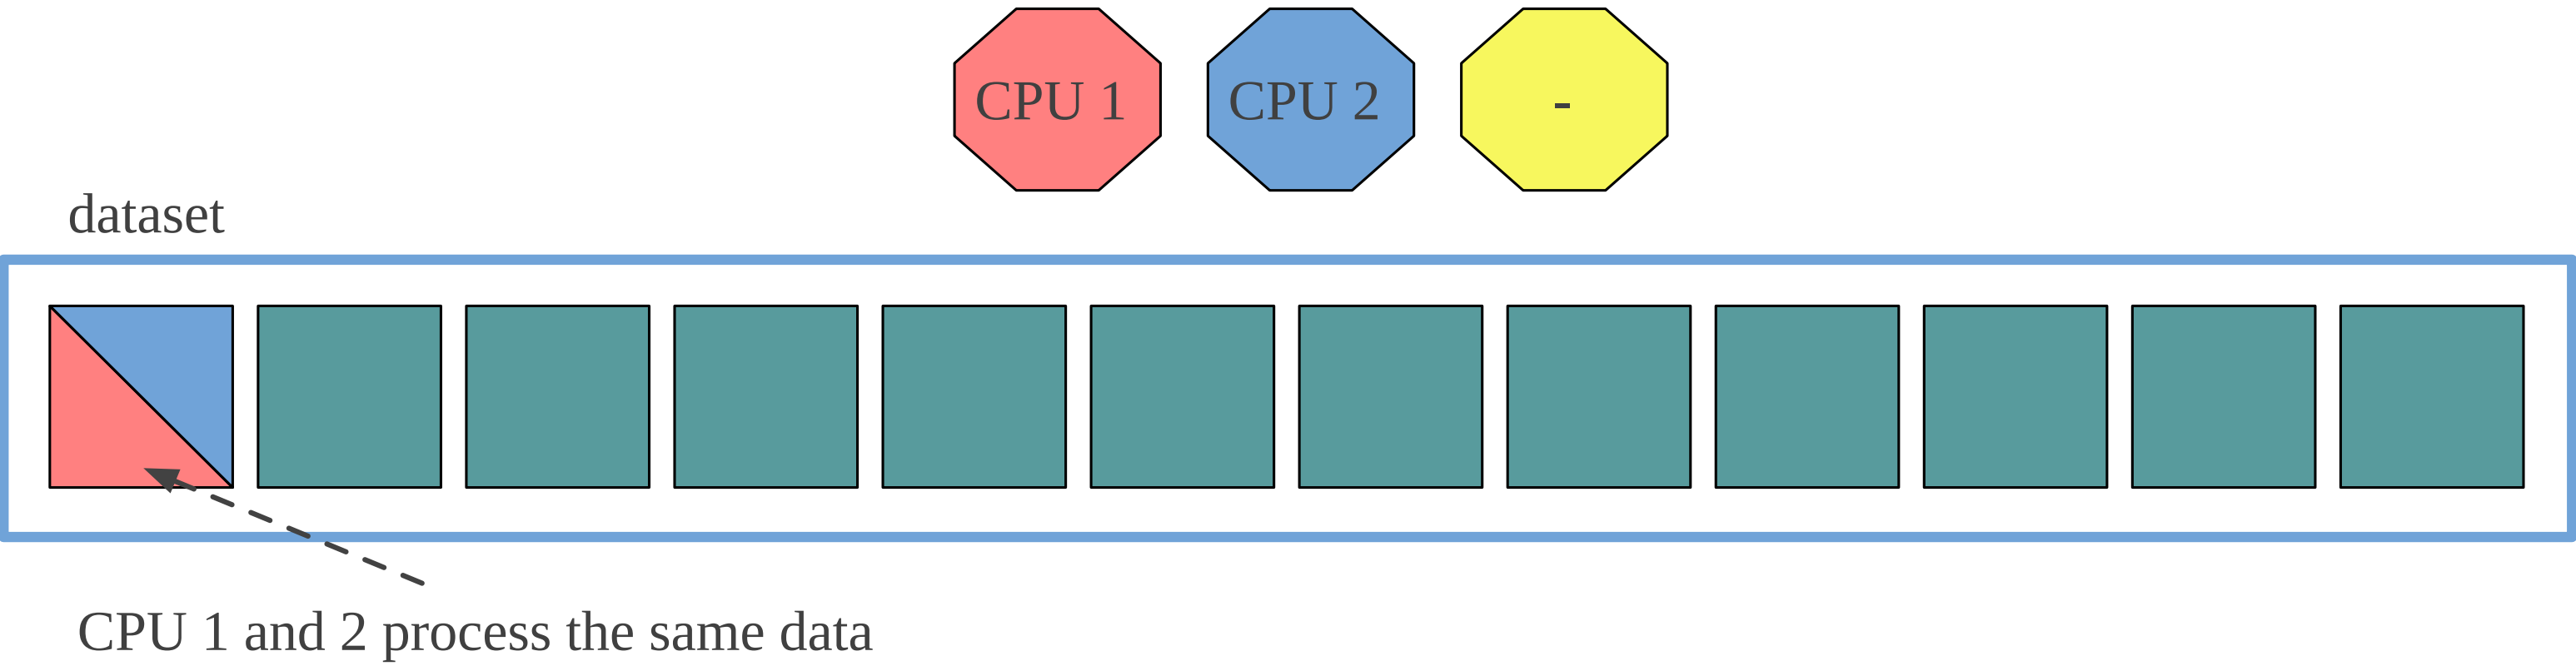 CPU 1
CPU 2
-
dataset
CPU 1 and 2 process the same data